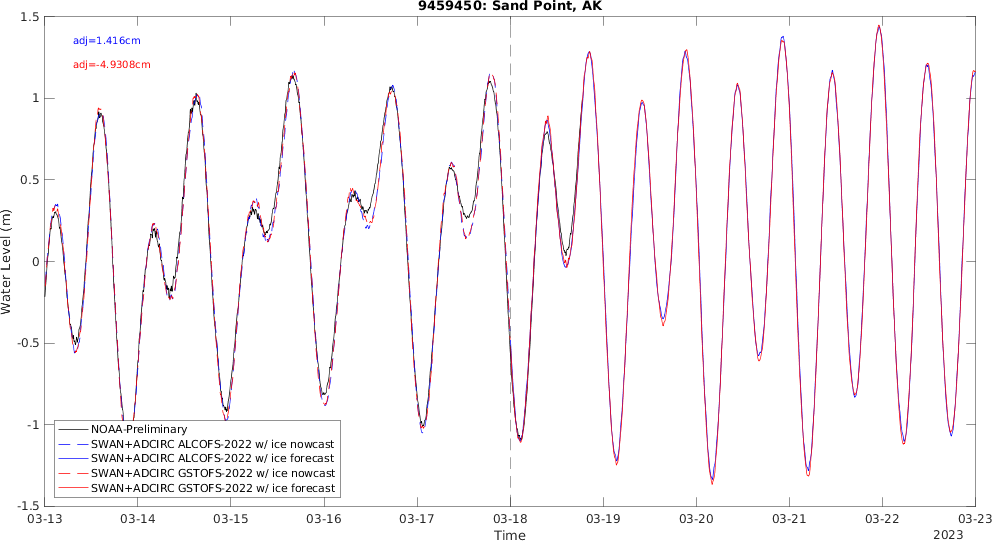 9459450: Sand Point, AK
adj=1.416cm
adj=-4.9308cm
1.5
1
0.5
0
-0.5
-1
-1.5
Water Level (m)
NOAA-Preliminary
SWAN+ADCIRC ALCOFS-2022 w/ ice nowcast
SWAN+ADCIRC ALCOFS-2022 w/ ice forecast
SWAN+ADCIRC GSTOFS-2022 w/ ice nowcast
SWAN+ADCIRC GSTOFS-2022 w/ ice forecast
03-13 03-14 03-15 03-16 03-17 03-18 03-19 03-20 03-21 03-22 03-23
Time
2023